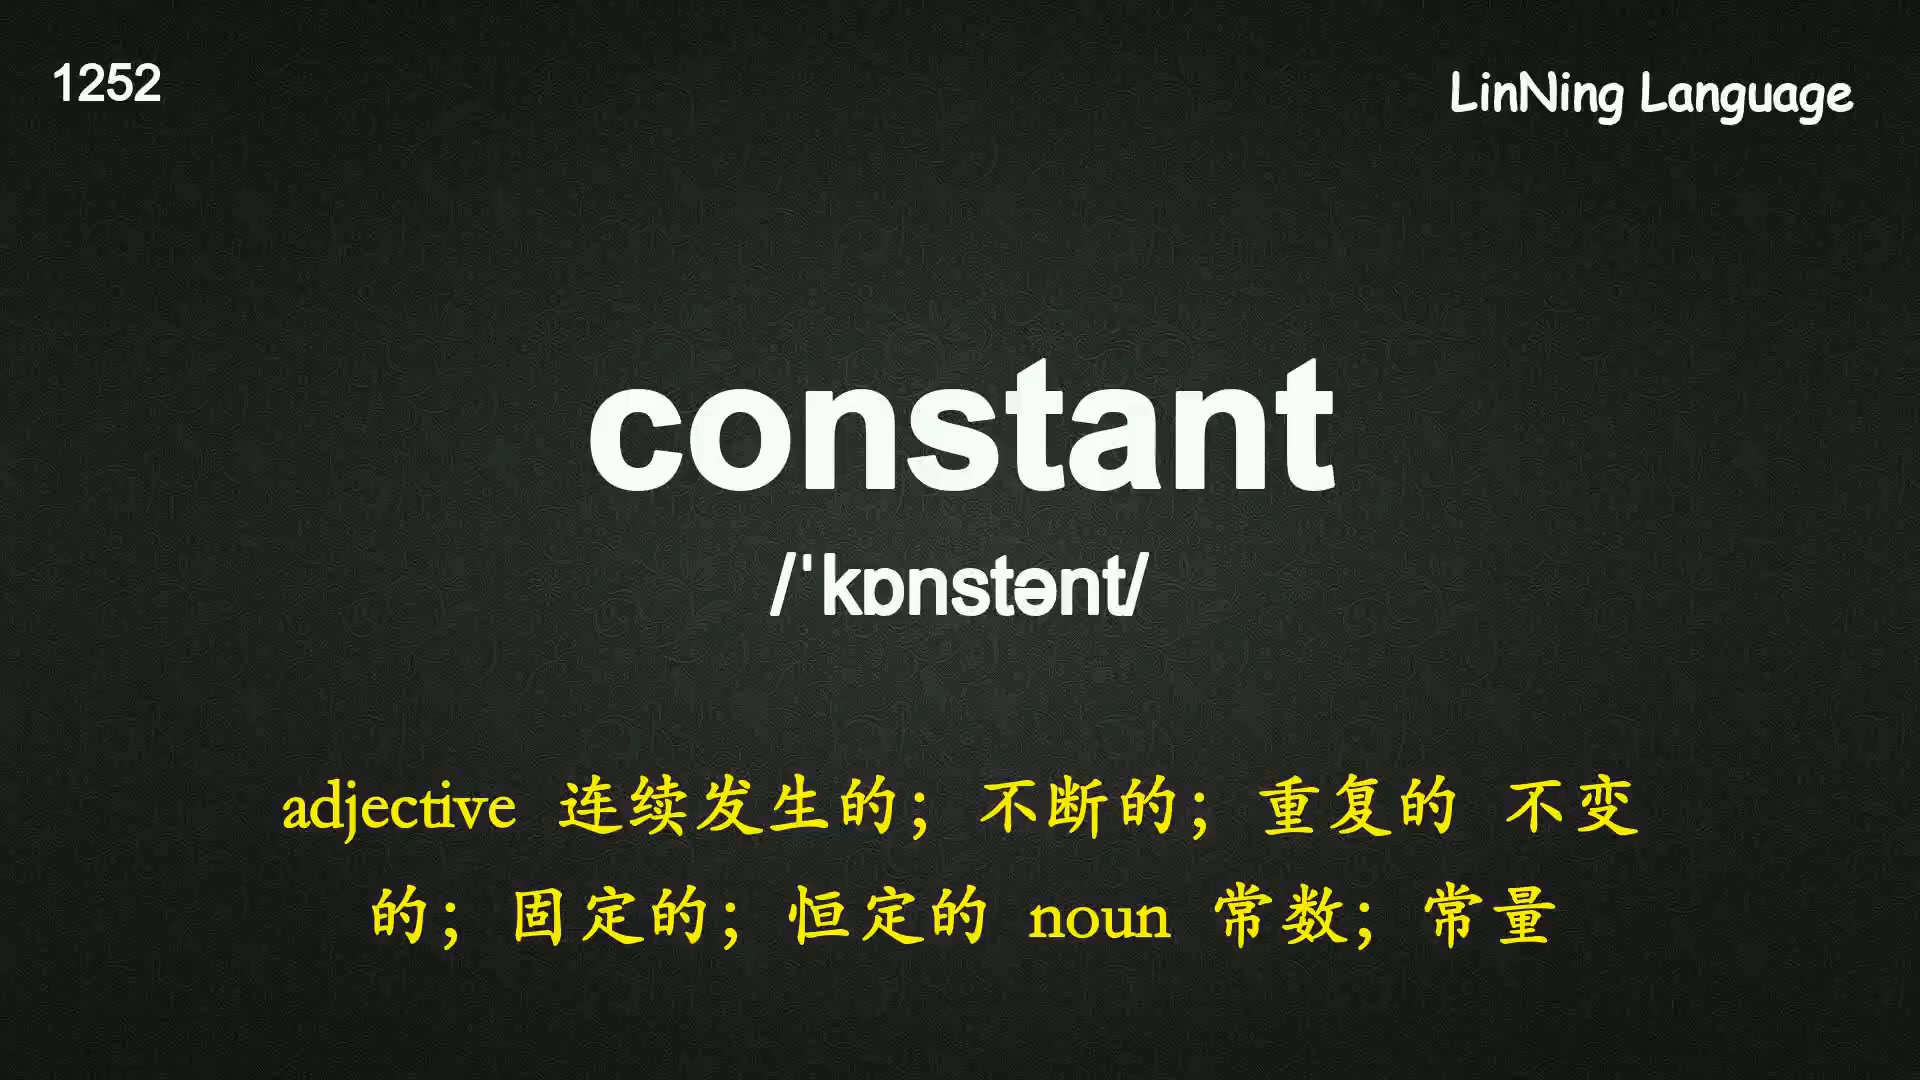 1252
LinNing Language
constant
/ˈkɒnstənt/
adjective 连续发生的；不断的；重复的 不变
的；固定的；恒定的 noun 常数；常量